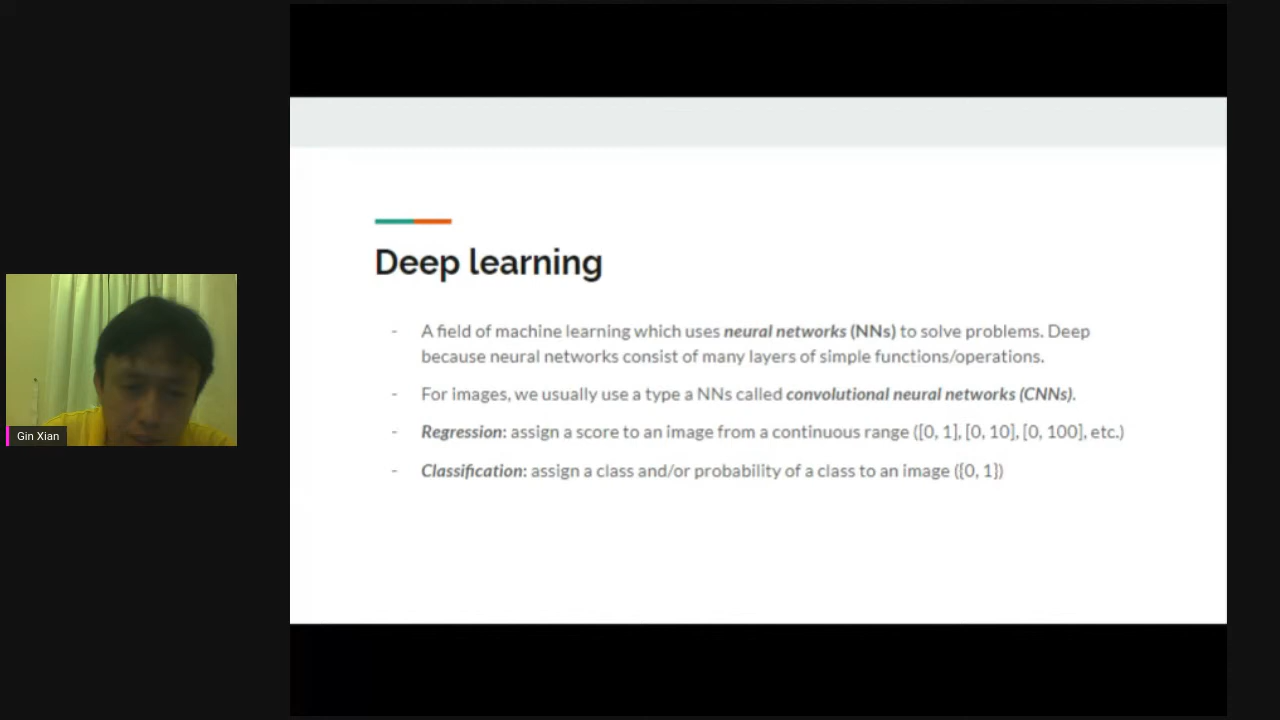 Deep learning
- A field of machine learning which uses neural networks (NNs) to solve problems. Deep
because neural networks consist of many layers of simple functions/operations.
- For images, we usually use a type a NNs called convolutional neural networks (CNNs).
- Regression: assign a score to an image from a continuous range ([0, 1], [0, 10], [0, 100], etc.)
- Classification: assign a class and/or probability of a class to an image ([0, 1])
Gin Xian